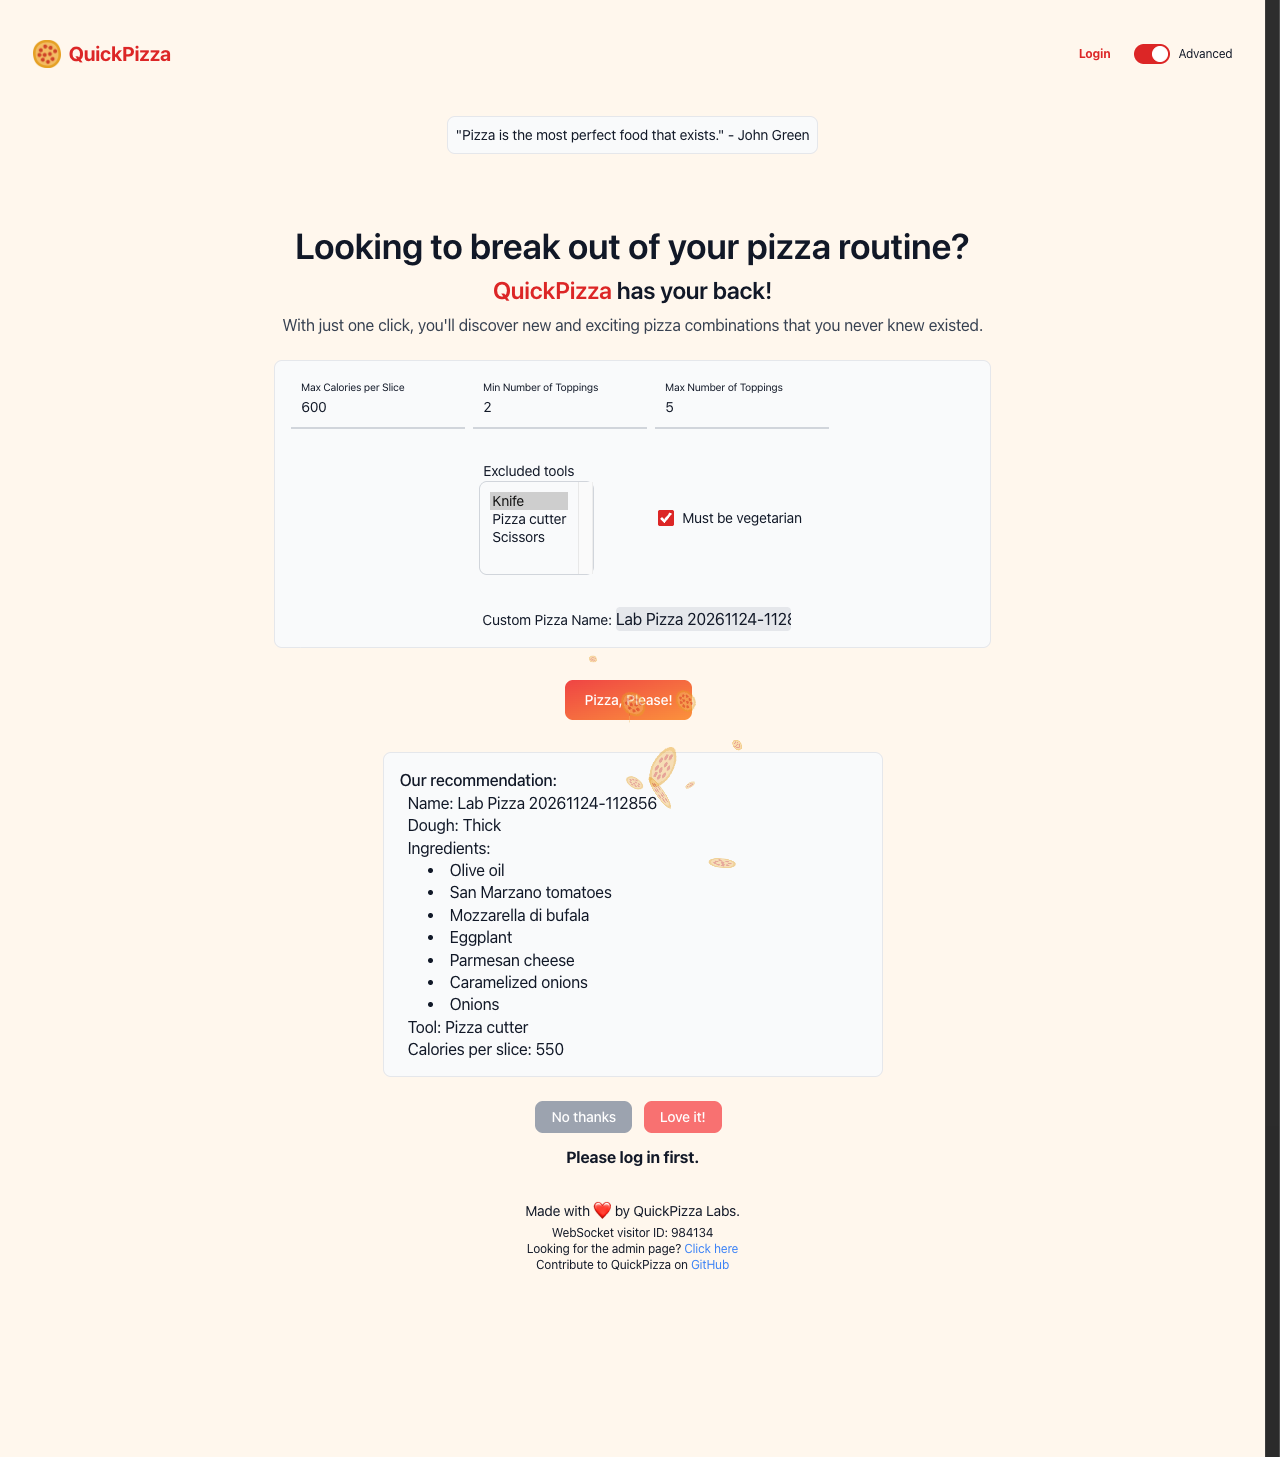 QuickPizza
Login
Advanced
"Pizza is the most perfect food that exists." - John Green
Looking to break out of your pizza routine?
QuickPizza has your back!
With just one click, you'll discover new and exciting pizza combinations that you never knew existed.
Max Calories per Slice
600
Min Number of Toppings
2
Max Number of Toppings
5
Excluded tools
Knife
Pizza cutter
Scissors
Must be vegetarian
Custom Pizza Name: Lab Pizza 20261124-1128
Pizza, Please!
Our recommendation:
Name: Lab Pizza 20261124-112856
Dough: Thick
Ingredients:
• Olive oil
• San Marzano tomatoes
• Mozzarella di bufala
• Eggplant
• Parmesan cheese
• Caramelized onions
• Onions
Tool: Pizza cutter
Calories per slice: 550
No thanks
Love it!
Please log in first.
Made with ❤️ by QuickPizza Labs.
WebSocket visitor ID: 984134
Looking for the admin page? Click here
Contribute to QuickPizza on GitHub